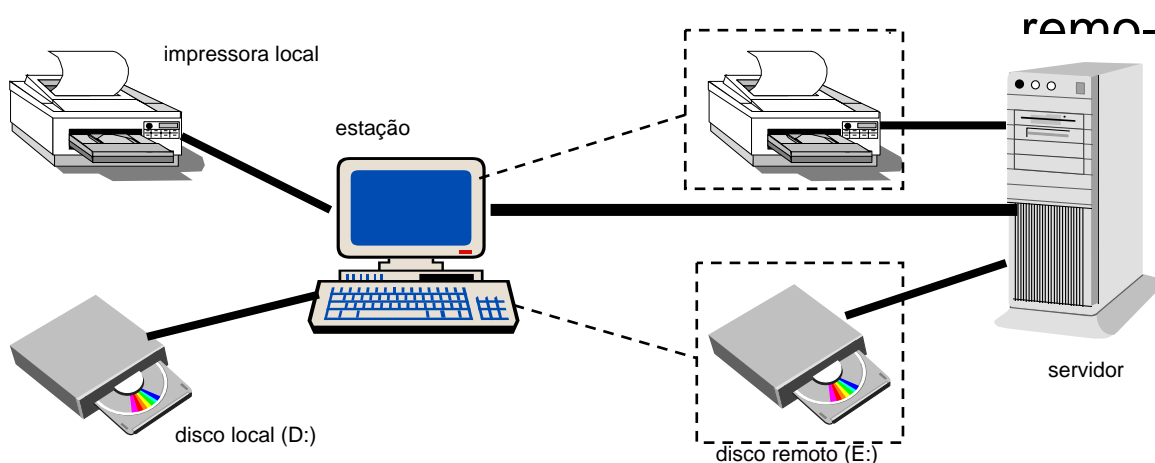 remo-
impressora local
estação
servidor
disco local (D:)
disco remoto (E:)